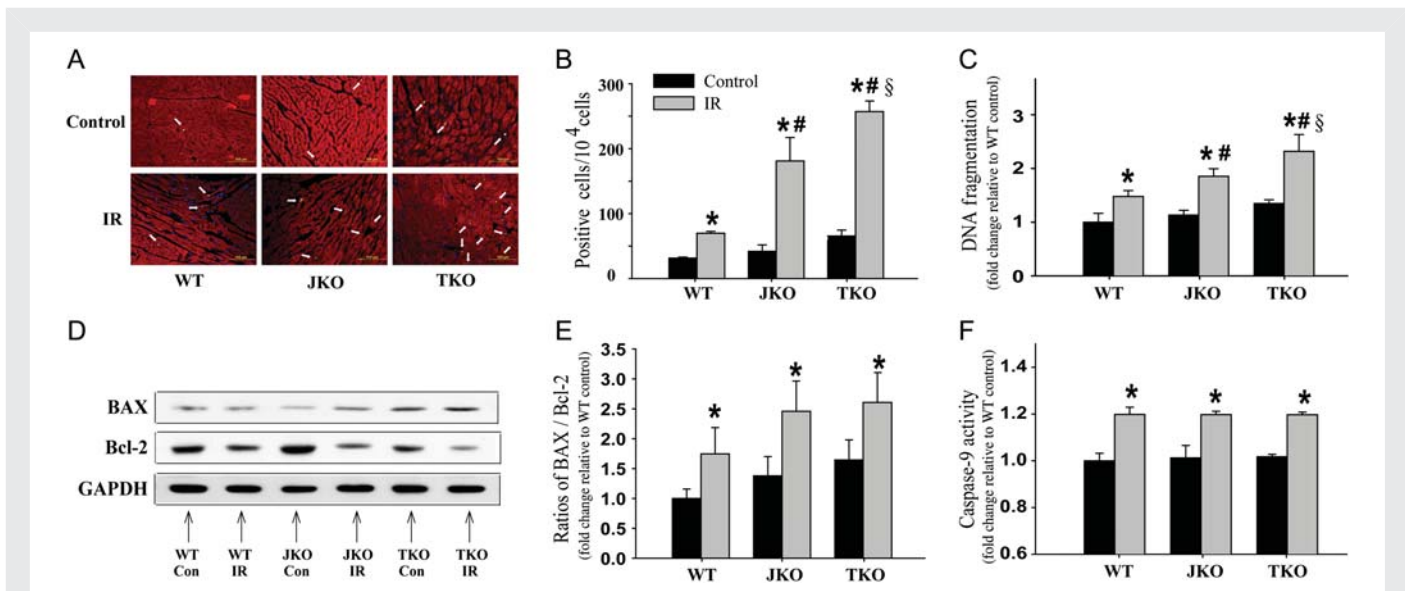 A
Control
IR
WT
JKO
TKO
B
Positive cells/10⁴ cells
300
200
100
0
Control
IR
*
*#
*#§
WT
JKO
TKO
C
DNA fragmentation
(fold change relative to WT control)
3
2
1
0
*
*#
*#§
WT
JKO
TKO
D
BAX
Bcl-2
GAPDH
WT Con
WT IR
JKO Con
JKO IR
TKO Con
TKO IR
E
Ratios of BAX / Bcl-2
(fold change relative to WT control)
3.5
3.0
2.5
2.0
1.5
1.0
0.5
0.0
*
*
*
WT
JKO
TKO
F
Caspase-9 activity
(fold change relative to WT control)
1.4
1.2
1.0
0.8
0.6
*
*
*
WT
JKO
TKO